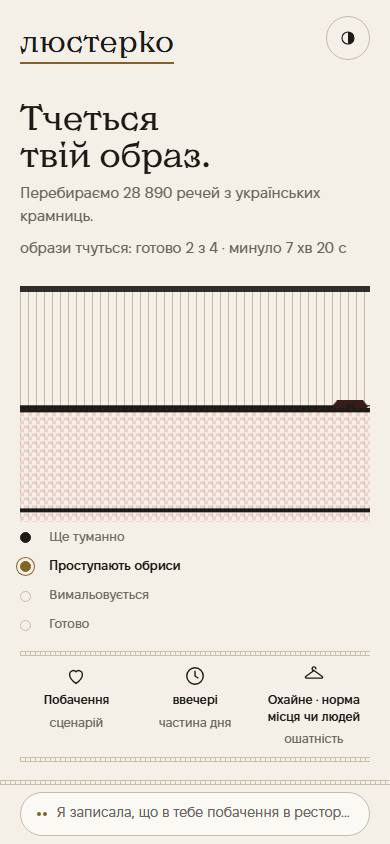 люстерко
Тчеться
твій образ.
Перебираємо 28 890 речей з українських
крамниць.
образи тчуться: готово 2 з 4 · минуло 7 хв 20 с
Ще туманно
Проступають обриси
Вимальовується
Готово
Побачення
сценарій
ввечері
частина дня
Охайне · норма
місця чи людей
ошатність
Я записала, що в тебе побачення в рестор...